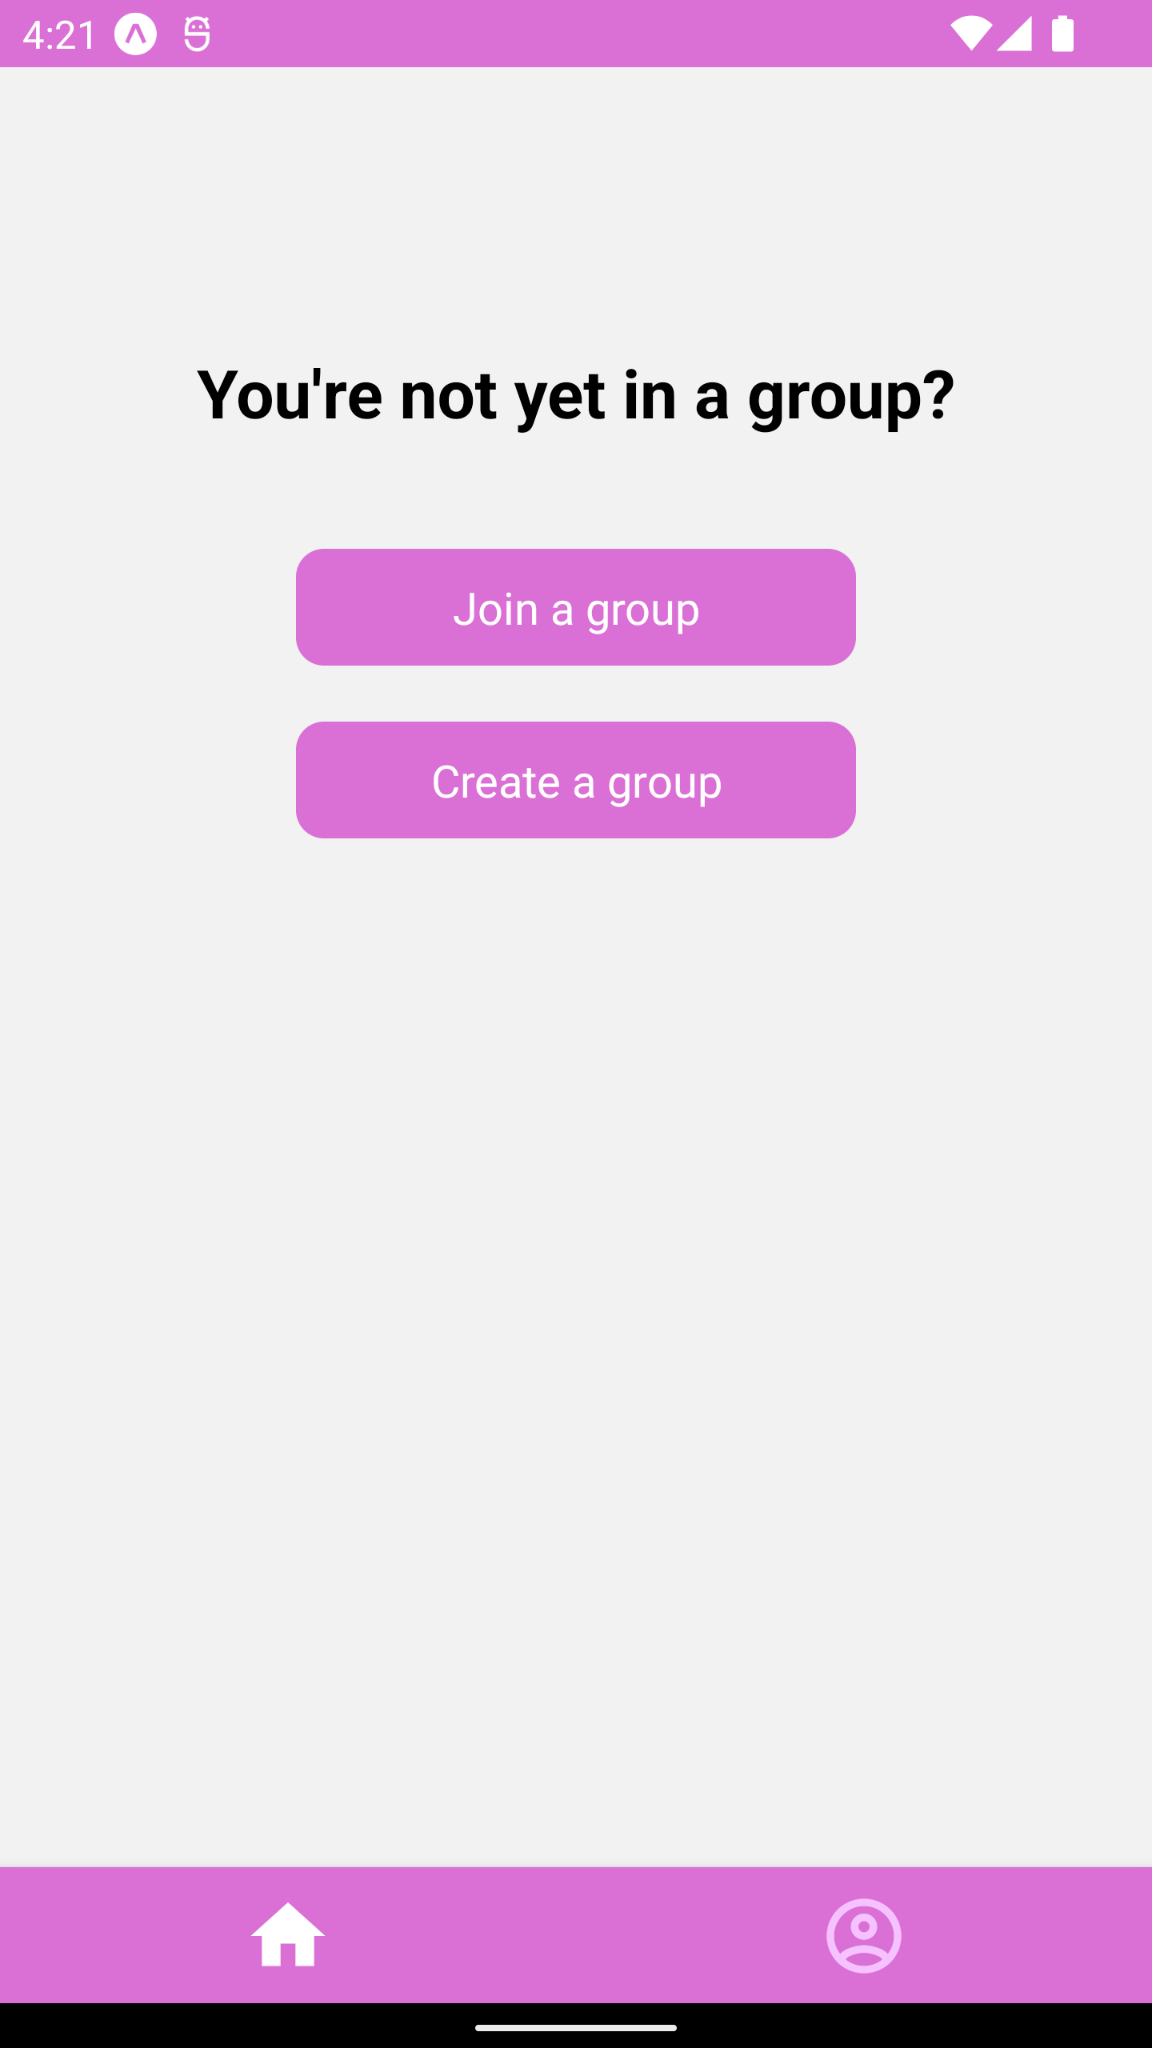 4:21
You're not yet in a group?
Join a group
Create a group